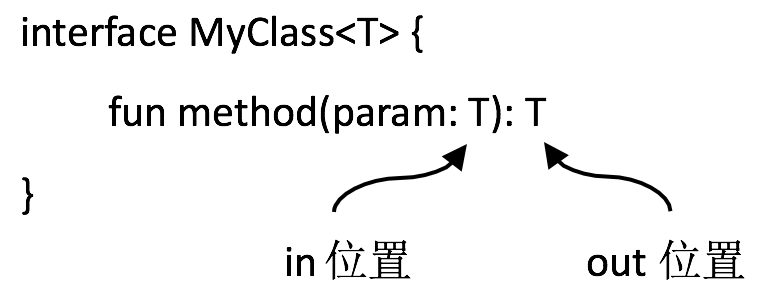 interface MyClass<T> {
fun method(param: T): T
}
in 位置
out 位置